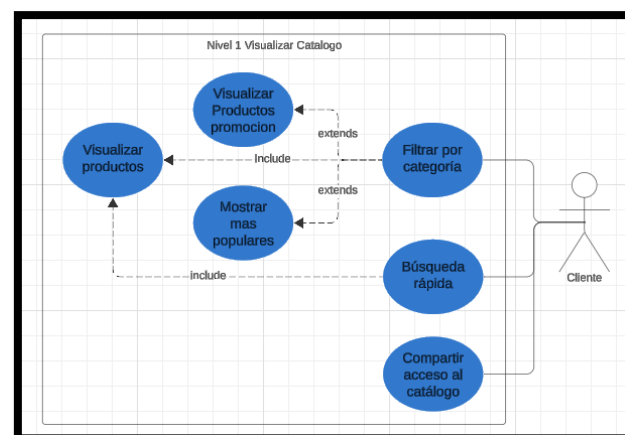 Nivel 1 Visualizar Catalogo
Visualizar
Productos
promocion
extends
Visualizar
productos
Include
Filtrar por
categoría
extends
Mostrar
mas
populares
include
Búsqueda
rápida
Cliente
Compartir
acceso al
catálogo